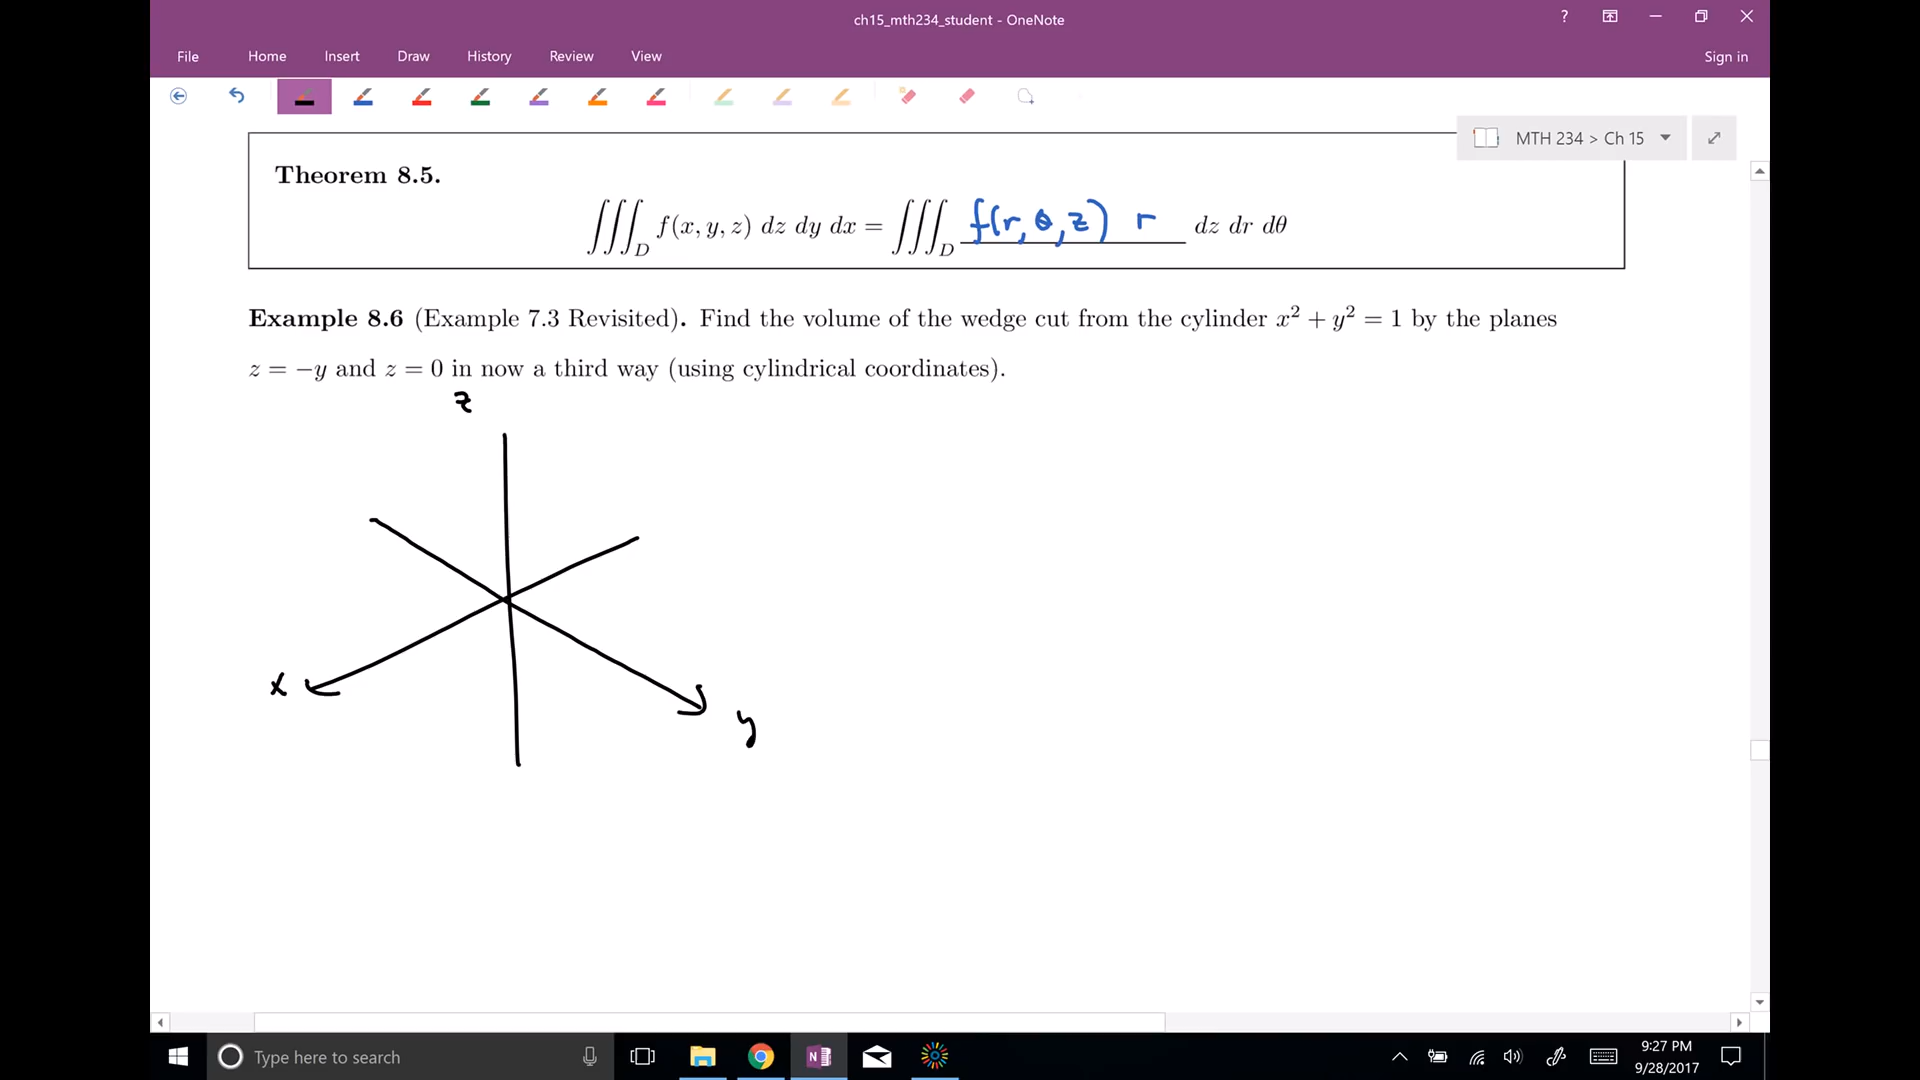 ch15_mth234_student - OneNote
?
File Home Insert Draw History Review View Sign in
MTH 234 > Ch 15
Theorem 8.5.
∭_D f(x, y, z) dz dy dx = ∭_D f(r, θ, z) r dz dr dθ
Example 8.6 (Example 7.3 Revisited). Find the volume of the wedge cut from the cylinder x² + y² = 1 by the planes
z = −y and z = 0 in now a third way (using cylindrical coordinates).
z
x
y
Type here to search
N
9:27 PM
9/28/2017